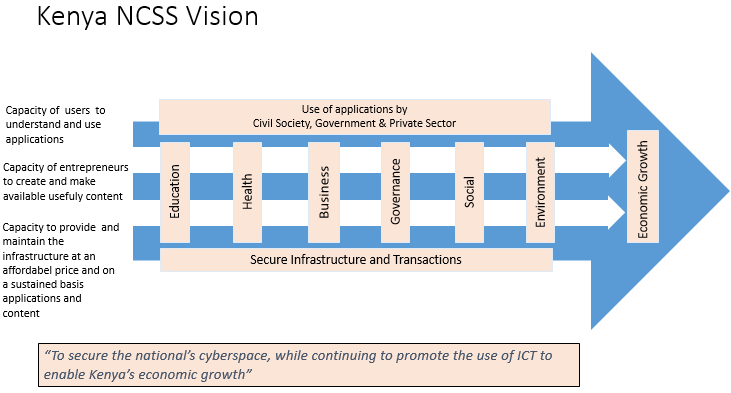 Kenya NCSS Vision
Capacity of users to
understand and use
applications
Capacity of entrepreneurs
to create and make
available usefuly content
Capacity to provide and
maintain the
infrastructure at an
affordabel price and on
a sustained basis
applications and
content
Use of applications by
Civil Society, Government & Private Sector
Education
Health
Business
Governance
Social
Environment
Economic Growth
Secure Infrastructure and Transactions
“To secure the national’s cyberspace, while continuing to promote the use of ICT to
enable Kenya’s economic growth”